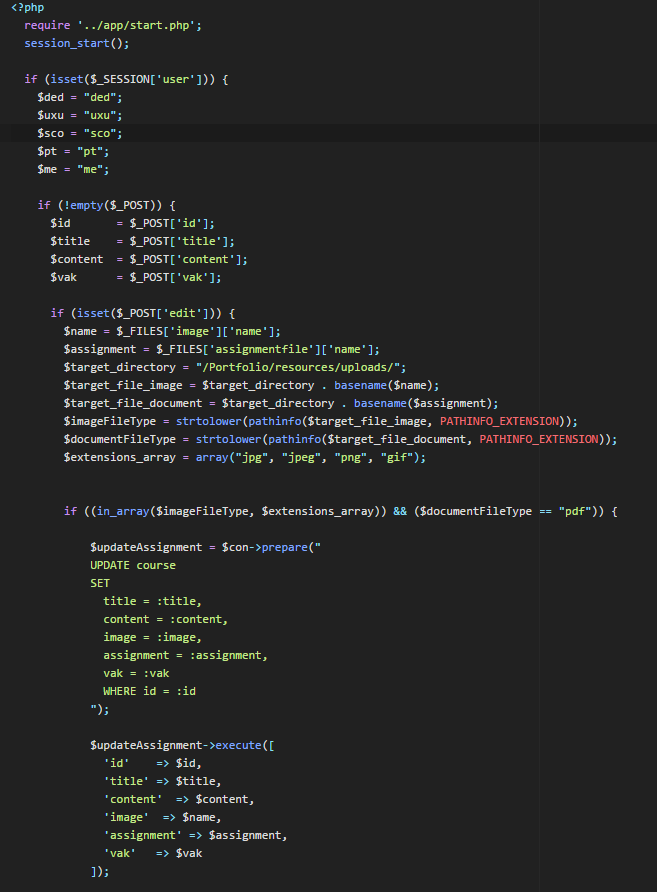 <?php
require '../app/start.php';
session_start();
if (isset($_SESSION['user'])) {
$ded = "ded";
$uxu = "uxu";
$sco = "sco";
$pt = "pt";
$me = "me";
if (!empty($_POST)) {
$id = $_POST['id'];
$title = $_POST['title'];
$content = $_POST['content'];
$vak = $_POST['vak'];
if (isset($_POST['edit'])) {
$name = $_FILES['image']['name'];
$assignment = $_FILES['assignmentfile']['name'];
$target_directory = "/Portfolio/resources/uploads/";
$target_file_image = $target_directory . basename($name);
$target_file_document = $target_directory . basename($assignment);
$imageFileType = strtolower(pathinfo($target_file_image, PATHINFO_EXTENSION));
$documentFileType = strtolower(pathinfo($target_file_document, PATHINFO_EXTENSION));
$extensions_array = array("jpg", "jpeg", "png", "gif");
if ((in_array($imageFileType, $extensions_array)) && ($documentFileType == "pdf")) {
$updateAssignment = $con->prepare("
UPDATE course
SET
title = :title,
content = :content,
image = :image,
assignment = :assignment,
vak = :vak
WHERE id = :id
");
$updateAssignment->execute([
'id' => $id,
'title' => $title,
'content' => $content,
'image' => $name,
'assignment' => $assignment,
'vak' => $vak
]);